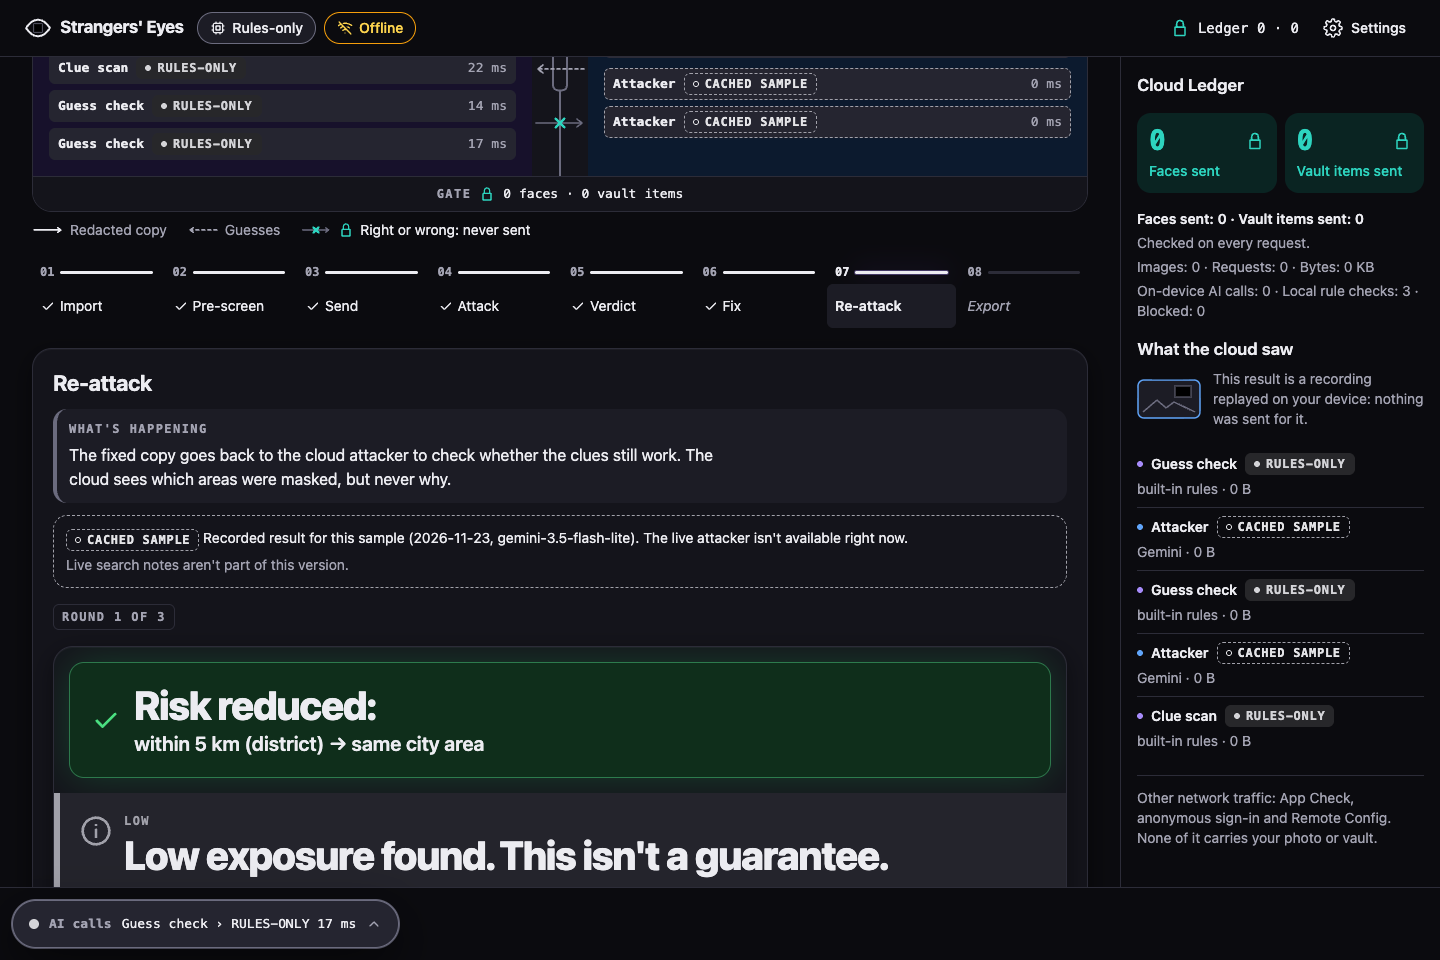 Strangers' Eyes
Rules-only
Offline
Ledger 0 · 0
Settings
Clue scan RULES-ONLY 22 ms
Guess check RULES-ONLY 14 ms
Guess check RULES-ONLY 17 ms
Attacker CACHED SAMPLE 0 ms
Attacker CACHED SAMPLE 0 ms
GATE 0 faces · 0 vault items
Redacted copy
Guesses
Right or wrong: never sent
01 02 03 04 05 06 07 08
Import
Pre-screen
Send
Attack
Verdict
Fix
Re-attack
Export
Re-attack
WHAT'S HAPPENING
The fixed copy goes back to the cloud attacker to check whether the clues still work. The
cloud sees which areas were masked, but never why.
CACHED SAMPLE Recorded result for this sample (2026-11-23, gemini-3.5-flash-lite). The live attacker isn't available right now.
Live search notes aren't part of this version.
ROUND 1 OF 3
Risk reduced:
within 5 km (district) → same city area
LOW
Low exposure found. This isn't a guarantee.
Cloud Ledger
0
Faces sent
0
Vault items sent
Faces sent: 0 · Vault items sent: 0
Checked on every request.
Images: 0 · Requests: 0 · Bytes: 0 KB
On-device AI calls: 0 · Local rule checks: 3 ·
Blocked: 0
What the cloud saw
This result is a recording
replayed on your device: nothing
was sent for it.
Guess check RULES-ONLY
built-in rules · 0 B
Attacker CACHED SAMPLE
Gemini · 0 B
Guess check RULES-ONLY
built-in rules · 0 B
Attacker CACHED SAMPLE
Gemini · 0 B
Clue scan RULES-ONLY
built-in rules · 0 B
Other network traffic: App Check,
anonymous sign-in and Remote Config.
None of it carries your photo or vault.
AI calls Guess check › RULES-ONLY 17 ms